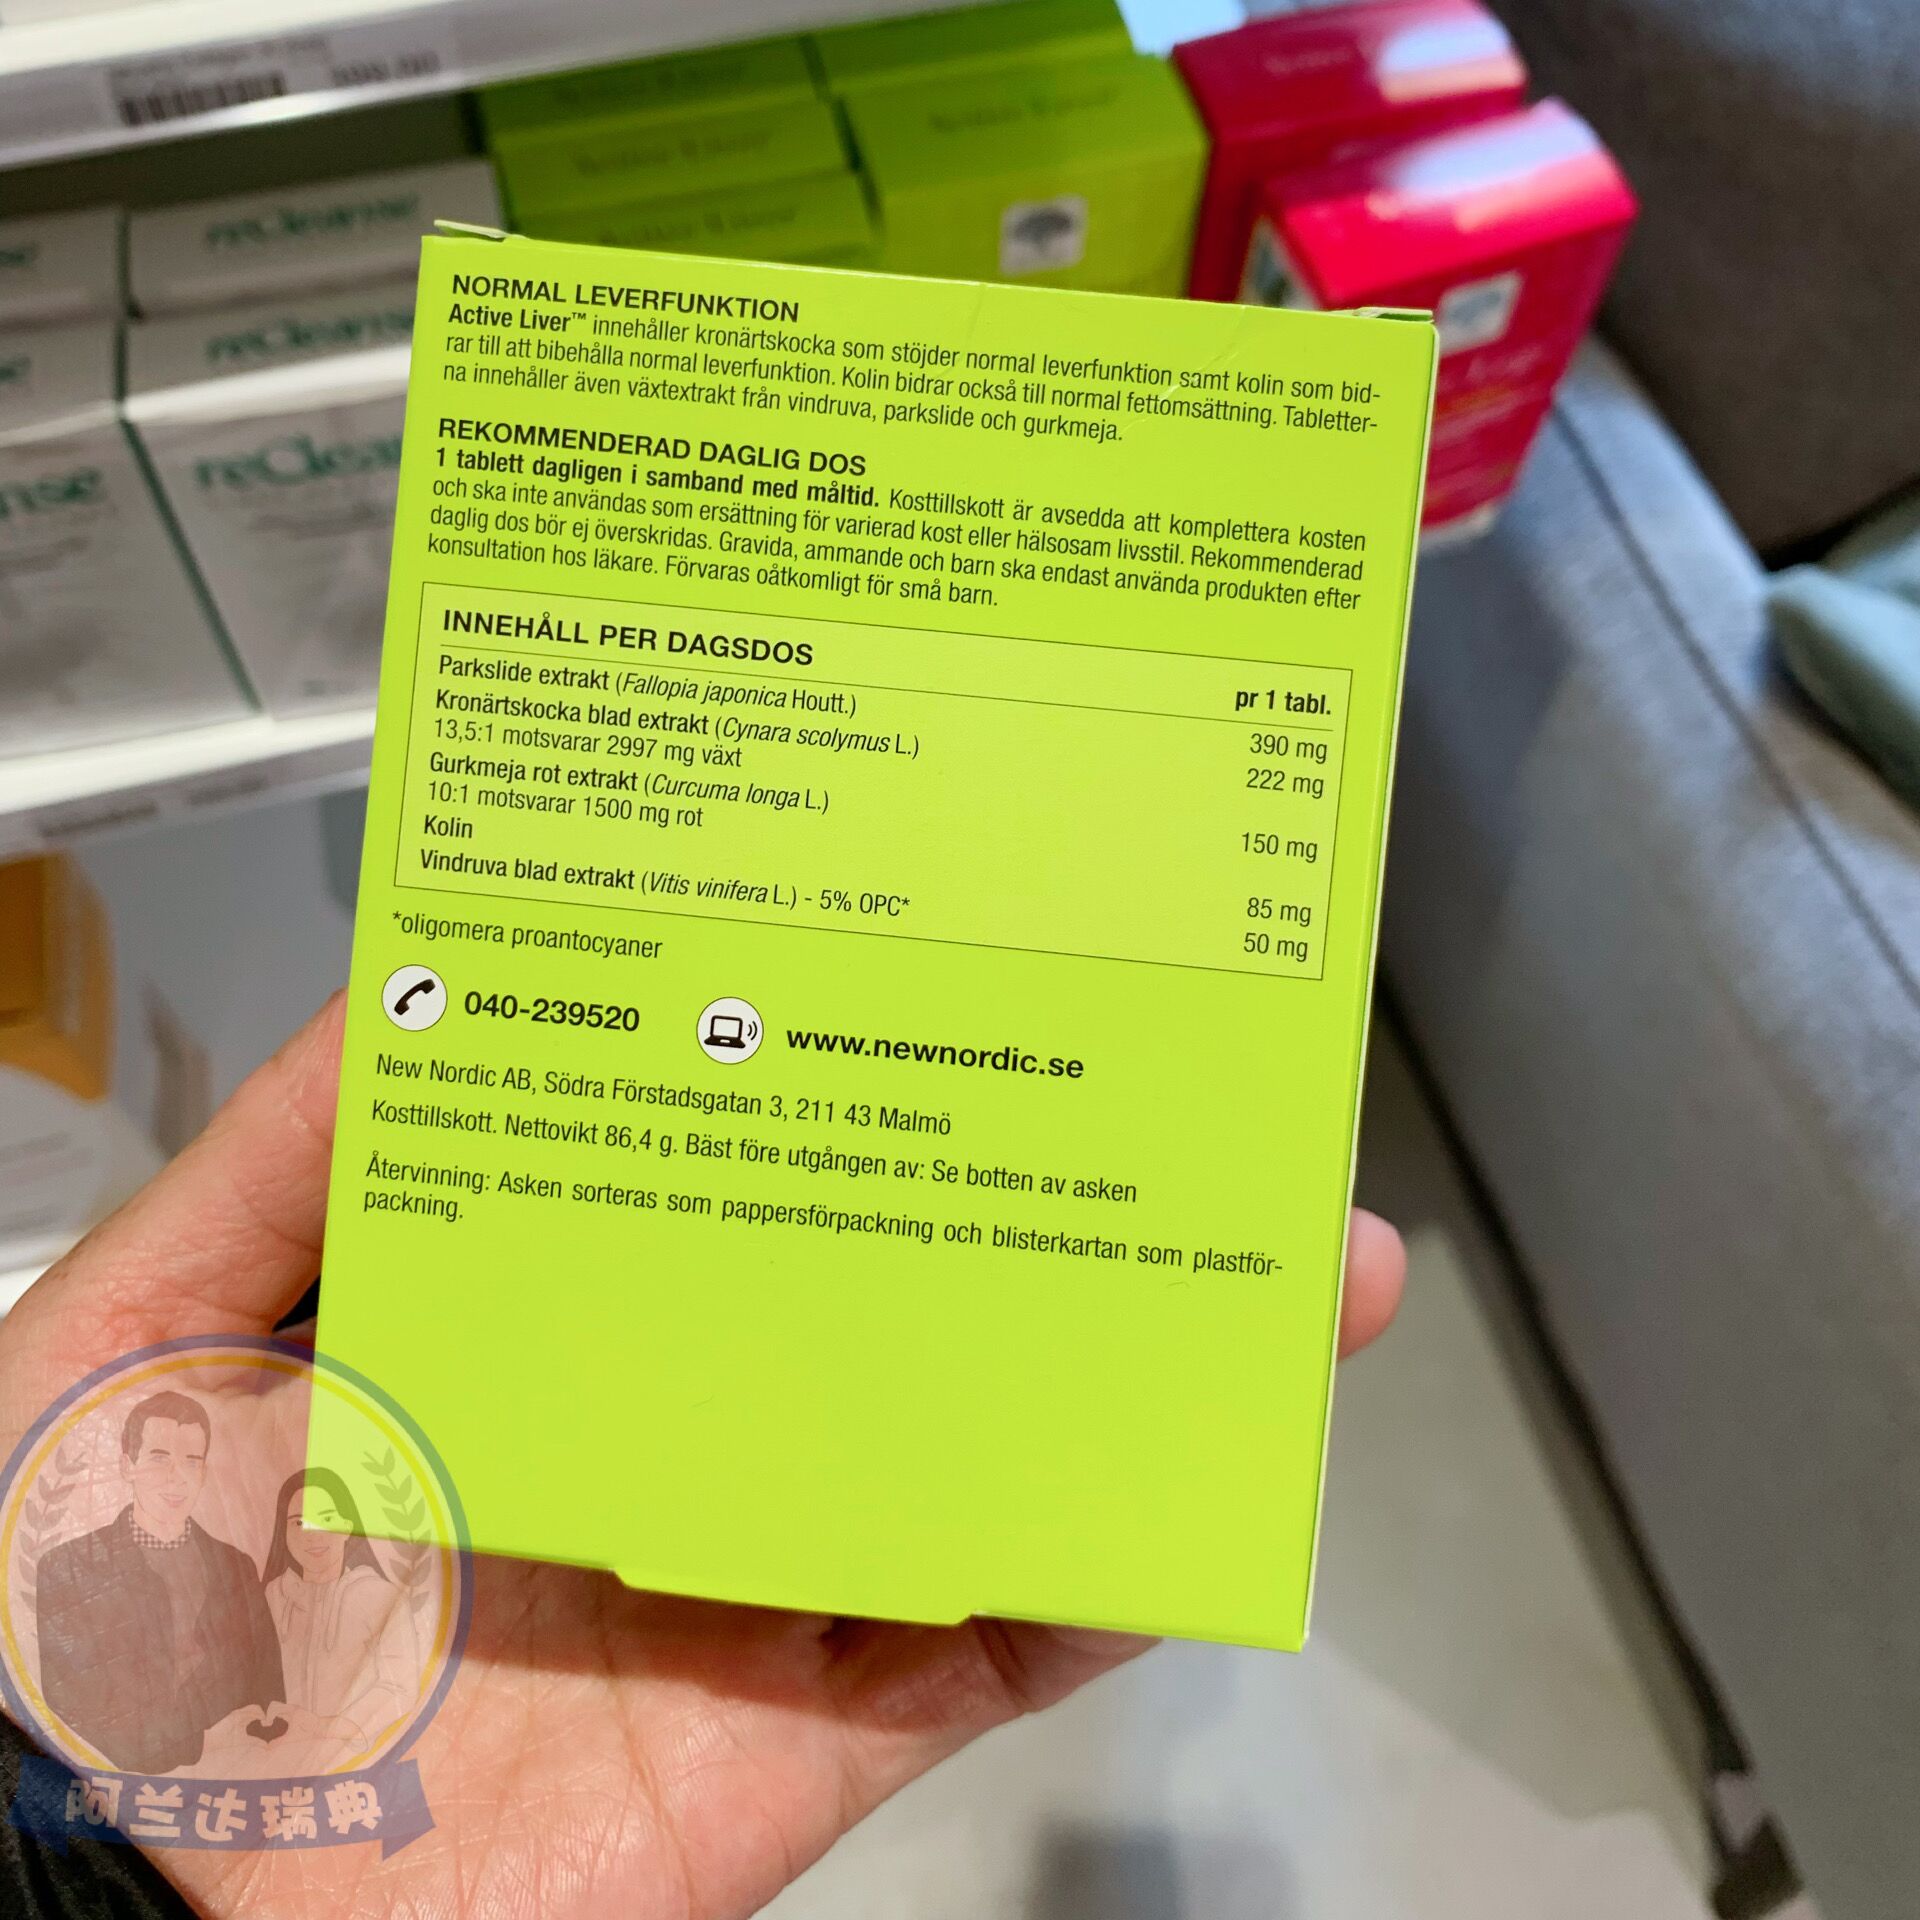 reCleanse
reCleanse
NORMAL LEVERFUNKTION
Active Liver™ innehåller kronärtskocka som stöjder normal leverfunktion samt kolin som bid-
rar till att bibehålla normal leverfunktion. Kolin bidrar också till normal fettomsättning. Tabletter-
na innehåller även växtextrakt från vindruva, parkslide och gurkmeja.
REKOMMENDERAD DAGLIG DOS
1 tablett dagligen i samband med måltid. Kosttillskott är avsedda att komplettera kosten
och ska inte användas som ersättning för varierad kost eller hälsosam livsstil. Rekommenderad
daglig dos bör ej överskridas. Gravida, ammande och barn ska endast använda produkten efter
konsultation hos läkare. Förvaras oåtkomligt för små barn.
INNEHÅLL PER DAGSDOS pr 1 tabl.
Parkslide extrakt (Fallopia japonica Houtt.) 390 mg
Kronärtskocka blad extrakt (Cynara scolymus L.) 222 mg
13,5:1 motsvarar 2997 mg växt
Gurkmeja rot extrakt (Curcuma longa L.) 150 mg
10:1 motsvarar 1500 mg rot
Kolin 85 mg
Vindruva blad extrakt (Vitis vinifera L.) - 5% OPC* 50 mg
*oligomera proantocyaner
040-239520 www.newnordic.se
New Nordic AB, Södra Förstadsgatan 3, 211 43 Malmö
Kosttillskott. Nettovikt 86,4 g. Bäst före utgången av: Se botten av asken
Återvinning: Asken sorteras som pappersförpackning och blisterkartan som plastför-
packning.
阿兰达瑞典